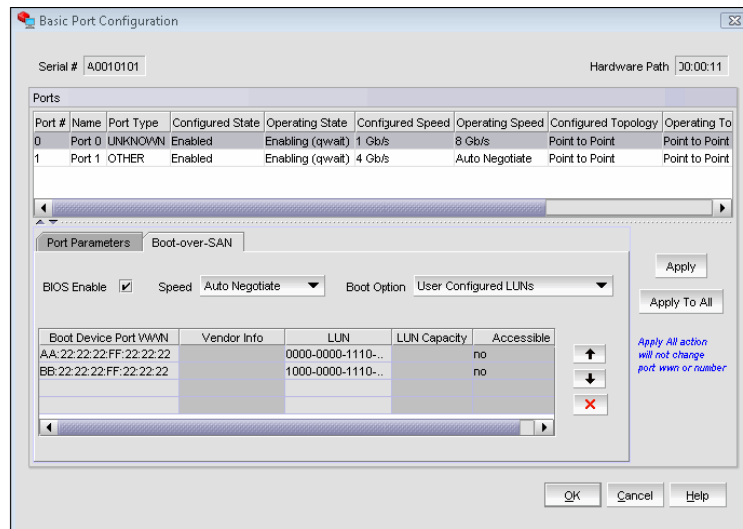 Basic Port Configuration
Serial # A0010101 Hardware Path 00:00:11
Ports
Port # Name Port Type Configured State Operating State Configured Speed Operating Speed Configured Topology Operating To
0 Port 0 UNKNOWN Enabled Enabling (qwait) 1 Gb/s 8 Gb/s Point to Point Point to Point
1 Port 1 OTHER Enabled Enabling (qwait) 4 Gb/s Auto Negotiate Point to Point Point to Point
Port Parameters Boot-over-SAN
BIOS Enable Speed Auto Negotiate Boot Option User Configured LUNs
Apply
Apply To All
Boot Device Port WWN Vendor Info LUN LUN Capacity Accessible
AA:22:22:22:FF:22:22:22 0000-0000-1110-.. no
BB:22:22:22:FF:22:22:22 1000-0000-1110-.. no
Apply All action
will not change
port wwn or number
OK Cancel Help